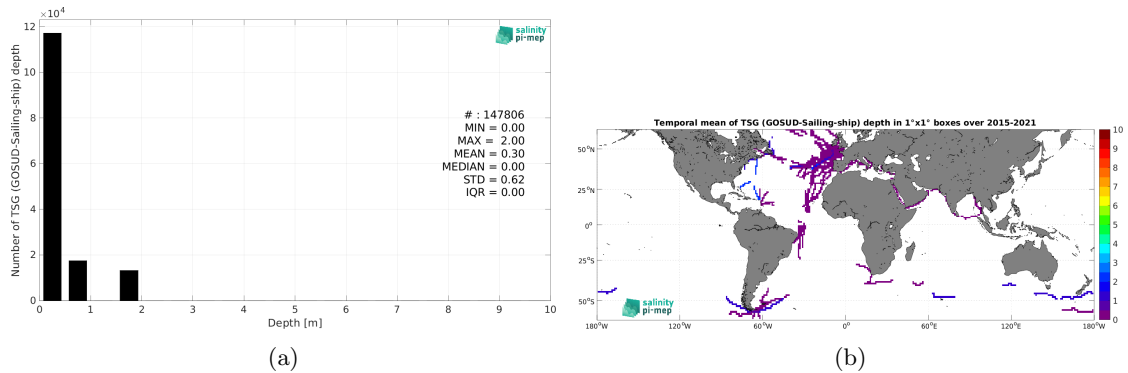 ×10⁴
12
10
8
6
4
2
0
Number of TSG (GOSUD-Sailing-ship) depth
0 1 2 3 4 5 6 7 8 9 10
Depth [m]
salinity
pi-mep
# : 147806
MIN = 0.00
MAX = 2.00
MEAN = 0.30
MEDIAN = 0.00
STD = 0.62
IQR = 0.00
(a)
Temporal mean of TSG (GOSUD-Sailing-ship) depth in 1°x1° boxes over 2015-2021
50°N
25°N
0°
25°S
50°S
180°W 120°W 60°W 0° 60°E 120°E 180°W
salinity
pi-mep
10
9
8
7
6
5
4
3
2
1
0
(b)